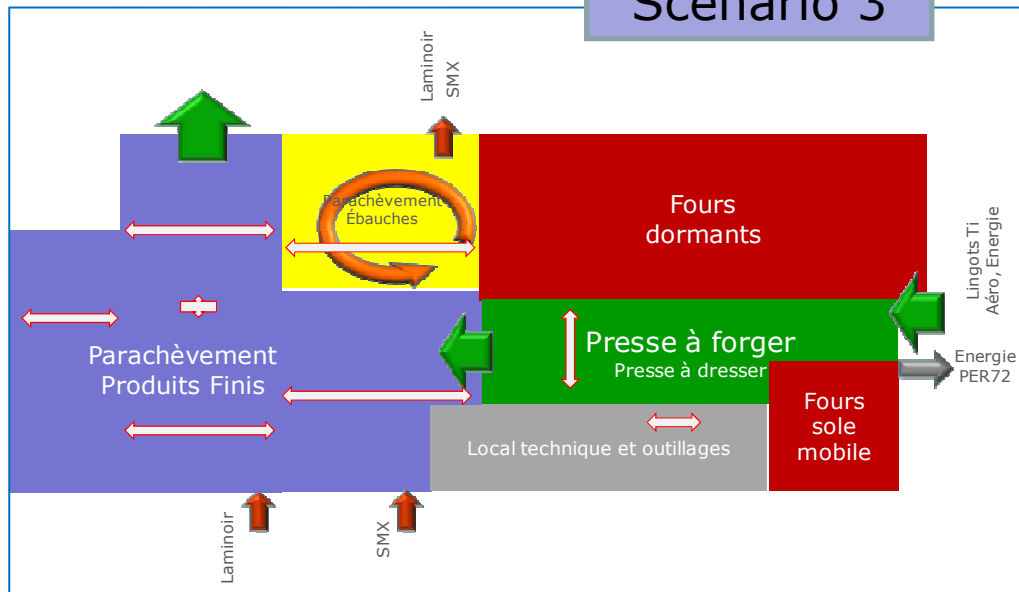 Scénario 3
Laminoir
SMX
Parachèvement
Ébauches
Fours
dormants
Lingots Ti
Aéro, Energie
Presse à forger
Presse à dresser
Energie
PER72
Parachèvement
Produits Finis
Fours
sole
mobile
Local technique et outillages
Laminoir
SMX